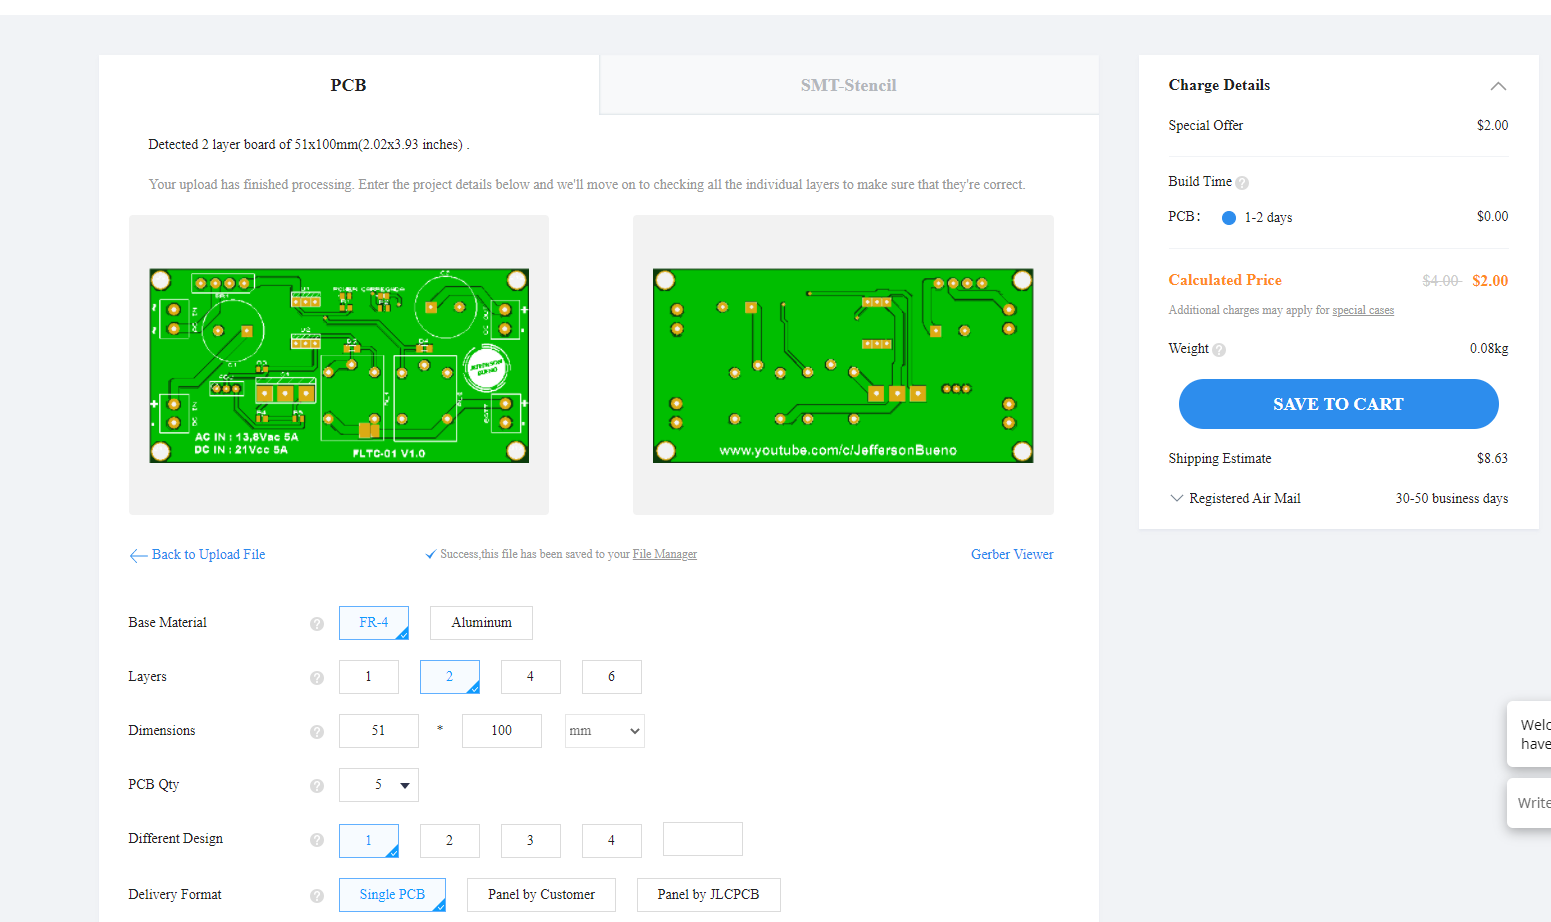 PCB
SMT-Stencil
Detected 2 layer board of 51x100mm(2.02x3.93 inches) .
Your upload has finished processing. Enter the project details below and we'll move on to checking all the individual layers to make sure that they're correct.
AC IN : 13,8Vac 5A
DC IN : 21Vcc 5A
FLTC-01 V1.0
JEFERSON
BUENO
www.youtube.com/c/JeffersonBueno
Back to Upload File
Success,this file has been saved to your File Manager
Gerber Viewer
Base Material ? FR-4 Aluminum
Layers ? 1 2 4 6
Dimensions ? 51 * 100 mm
PCB Qty ? 5
Different Design ? 1 2 3 4
Delivery Format ? Single PCB Panel by Customer Panel by JLCPCB
Charge Details
Special Offer $2.00
Build Time ?
PCB: 1-2 days $0.00
Calculated Price $4.00 $2.00
Additional charges may apply for special cases
Weight ? 0.08kg
SAVE TO CART
Shipping Estimate $8.63
Registered Air Mail 30-50 business days
Welc
have
Write